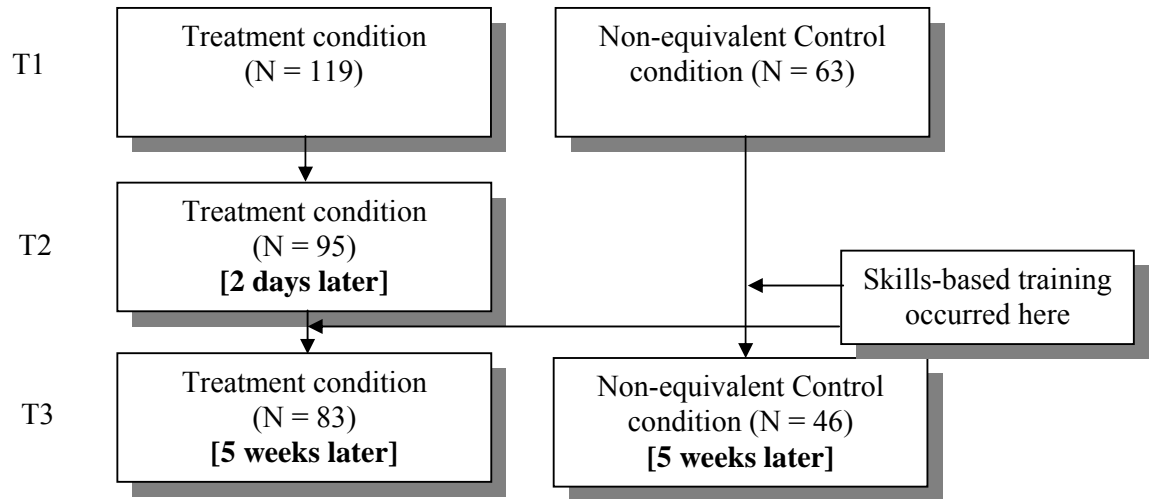 T1
Treatment condition
(N = 119)
Non-equivalent Control
condition (N = 63)
T2
Treatment condition
(N = 95)
[2 days later]
Skills-based training
occurred here
T3
Treatment condition
(N = 83)
[5 weeks later]
Non-equivalent Control
condition (N = 46)
[5 weeks later]